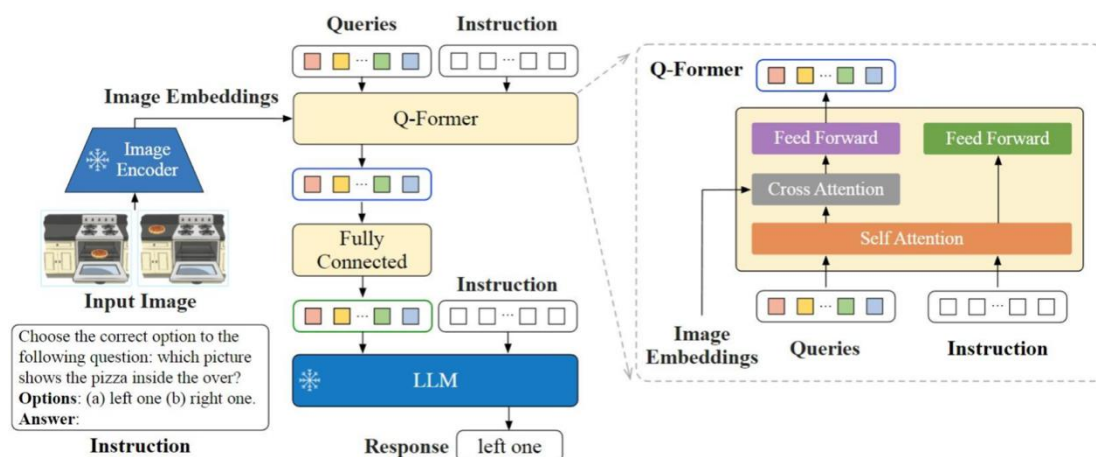 Queries
Instruction
Image Embeddings
Q-Former
Image
Encoder
Input Image
Fully
Connected
Instruction
LLM
Response
left one
Choose the correct option to the
following question: which picture
shows the pizza inside the over?
Options: (a) left one (b) right one.
Answer:
Instruction
Q-Former
Feed Forward
Feed Forward
Cross Attention
Self Attention
Image
Embeddings
Queries
Instruction